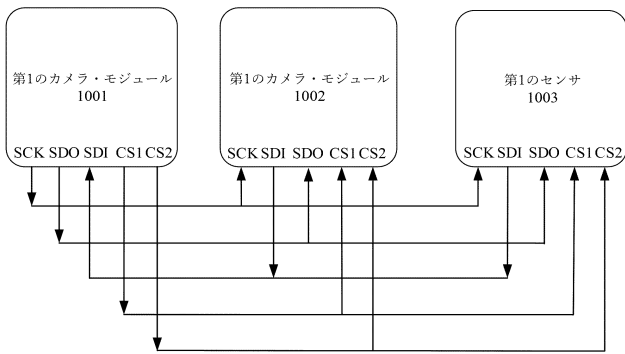 第1のカメラ・モジュール
1001
SCK SDO SDI CS1 CS2
第1のカメラ・モジュール
1002
SCK SDI SDO CS1 CS2
第1のセンサ
1003
SCK SDI SDO CS1 CS2